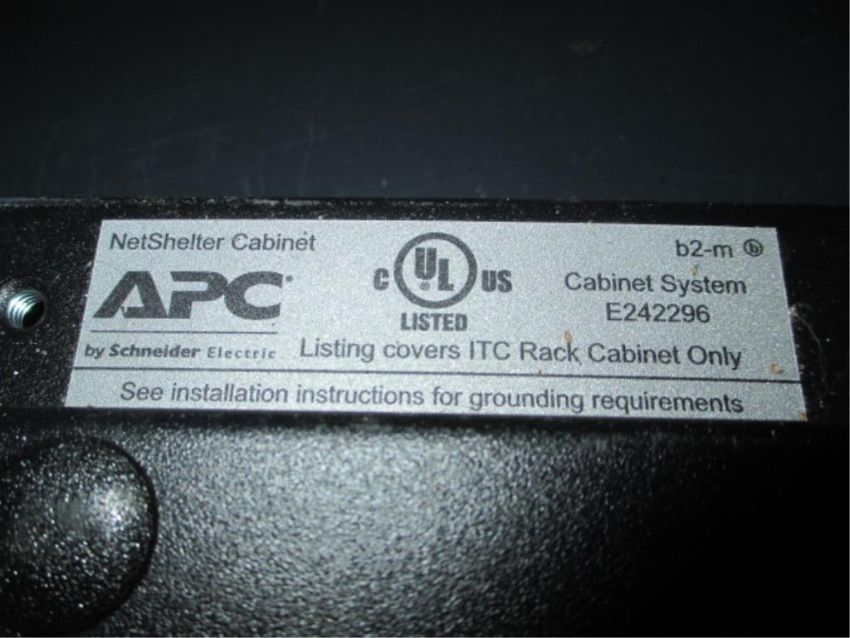 NetShelter Cabinet
APC
by Schneider Electric
C UL US
LISTED
b2-m ⓑ
Cabinet System
E242296
Listing covers ITC Rack Cabinet Only
See installation instructions for grounding requirements